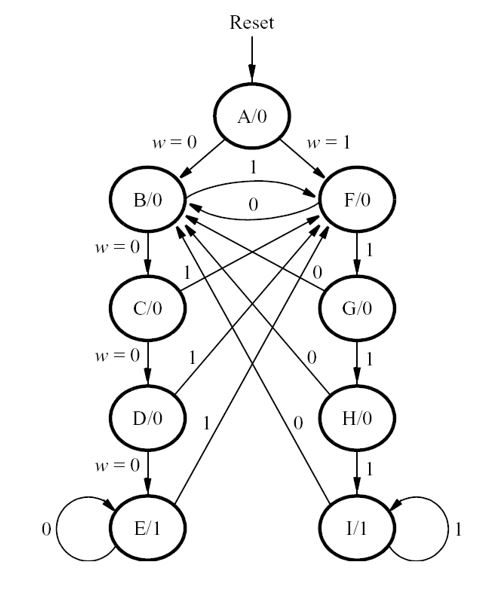 Reset
A/0
w = 0 w = 1
1
B/0 0 F/0
w = 0 1
1 0
C/0 G/0
w = 0 1 0 1
D/0 H/0
1 0
w = 0 1
0 E/1 I/1 1